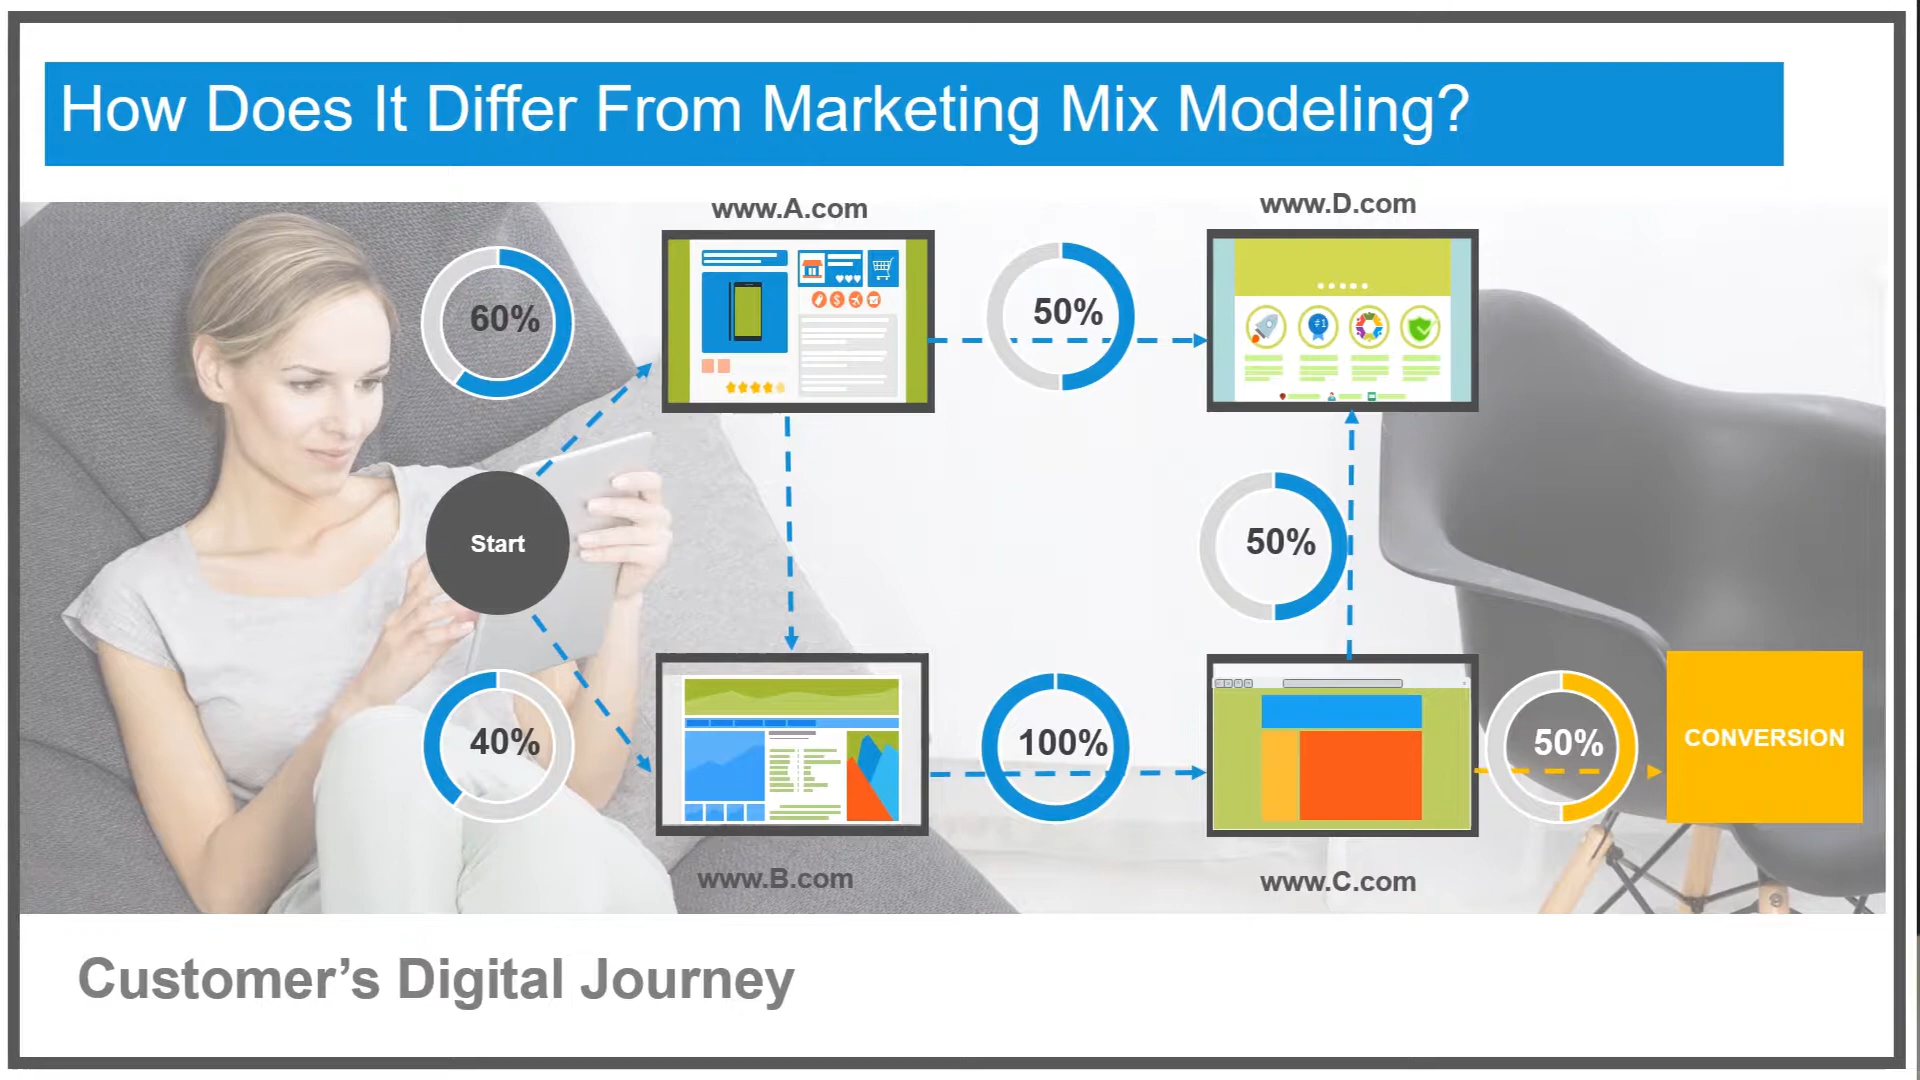 How Does It Differ From Marketing Mix Modeling?
www.A.com
www.D.com
60%
50%
#1
$
Start
50%
40%
100%
50%
CONVERSION
www.B.com
www.C.com
Customer’s Digital Journey